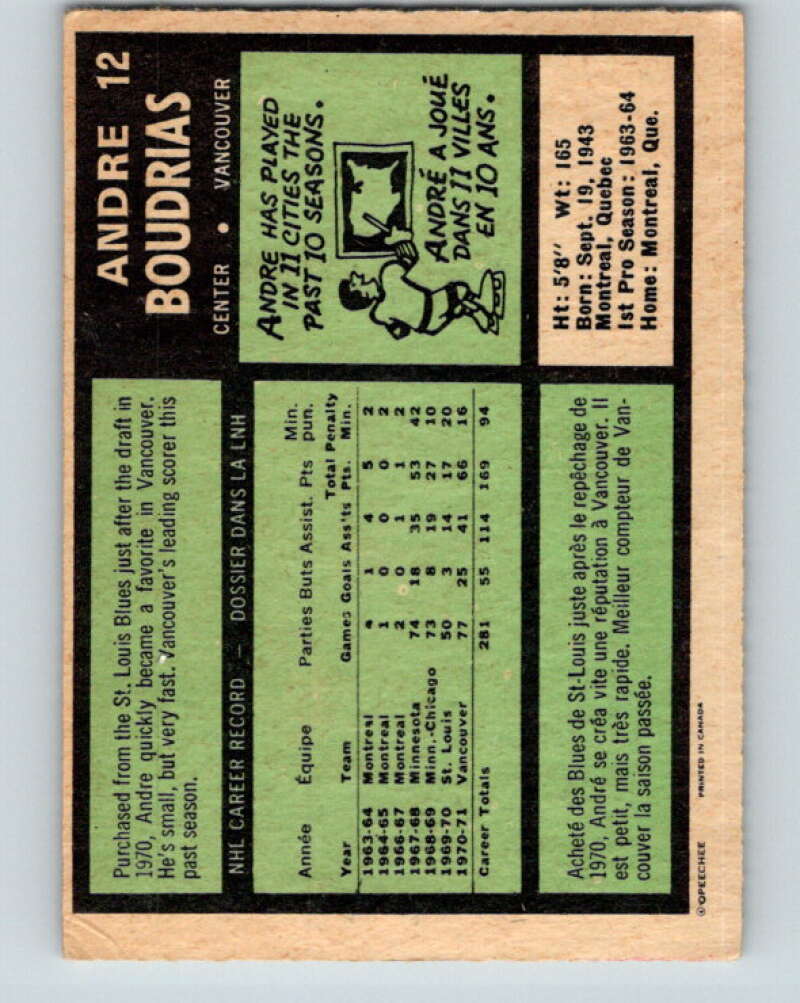 Purchased from the St. Louis Blues just after the draft in
1970, Andre quickly became a favorite in Vancouver.
He's small, but very fast. Vancouver's leading scorer this
past season.
ANDRE 12
BOUDRIAS
CENTER • VANCOUVER
NHL CAREER RECORD — DOSSIER DANS LA LNH
Année Équipe Parties Buts Assist. Pts Min. pun.
Year Team Games Goals Ass'ts Total Pts. Penalty Min.
1963-64 Montreal 4 1 4 5 2
1964-65 Montreal 1 0 0 0 2
1966-67 Montreal 2 0 1 1 2
1967-68 Minnesota 74 18 35 53 42
1968-69 Minn.-Chicago 73 8 19 27 10
1969-70 St. Louis 50 3 14 17 20
1970-71 Vancouver 77 25 41 66 16
Career Totals 281 55 114 169 94
ANDRE HAS PLAYED
IN 11 CITIES THE
PAST 10 SEASONS.
ANDRÉ A JOUÉ
DANS 11 VILLES
EN 10 ANS.
Acheté des Blues de St-Louis juste après le repêchage de
1970, André se créa vite une réputation à Vancouver. Il
est petit, mais très rapide. Meilleur compteur de Van-
couver la saison passée.
Ht: 5'8" Wt: 165
Born: Sept. 19, 1943
Montreal, Quebec
1st Pro Season: 1963-64
Home: Montreal, Que.
©OPEECHEE PRINTED IN CANADA